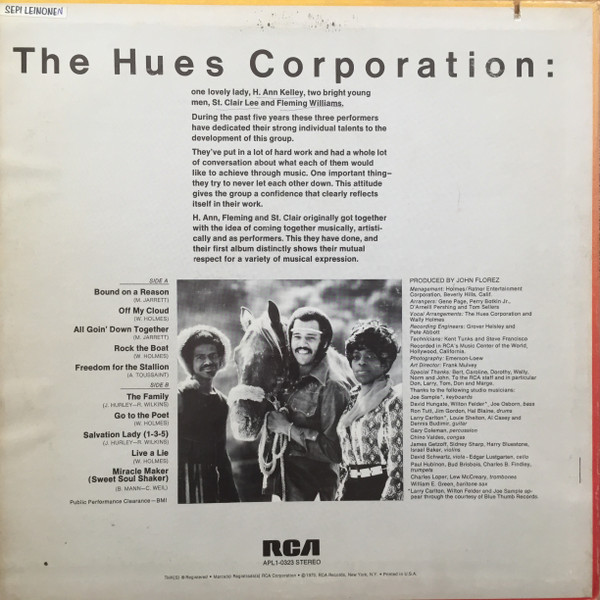 SEPI LEINONEN
The Hues Corporation:
one lovely lady, H. Ann Kelley, two bright young
men, St. Clair Lee and Fleming Williams.
During the past five years these three performers
have dedicated their strong individual talents to the
development of this group.
They've put in a lot of hard work and had a whole lot
of conversation about what each of them would
like to achieve through music. One important thing—
they try to never let each other down. This attitude
gives the group a confidence that clearly reflects
itself in their work.
H. Ann, Fleming and St. Clair originally got together
with the idea of coming together musically, artisti-
cally and as performers. This they have done, and
their first album distinctly shows their mutual
respect for a variety of musical expression.
SIDE A
Bound on a Reason
(M. JARRETT)
Off My Cloud
(W. HOLMES)
All Goin' Down Together
(M. JARRETT)
Rock the Boat
(W. HOLMES)
Freedom for the Stallion
(A. TOUSSAINT)
SIDE B
The Family
(J. HURLEY—R. WILKINS)
Go to the Poet
(W. HOLMES)
Salvation Lady (1-3-5)
(J. HURLEY—R. WILKINS)
Live a Lie
(W. HOLMES)
Miracle Maker
(Sweet Soul Shaker)
(B. MANN—C. WEIL)
Public Performance Clearance—BMI
PRODUCED BY JOHN FLOREZ
Management: Holmes/Ratner Entertainment
Corporation, Beverly Hills, Calif.
Arrangers: Gene Page, Perry Botkin Jr.,
D'Arneill Pershing and Tom Sellers
Vocal Arrangements: The Hues Corporation and
Wally Holmes
Recording Engineers: Grover Helsley and
Pete Abbott
Technicians: Kent Tunks and Steve Francisco
Recorded in RCA's Music Center of the World,
Hollywood, California.
Photography: Emerson-Loew
Art Director: Frank Mulvey
Special Thanks: Bert, Carolina, Dorothy, Wally,
Norm and John. To the RCA staff and in particular
Don, Larry, Tom, Don and Marge.
Thanks to the following studio musicians:
Joe Sample*, keyboards
David Hungate, Wilton Felder*, Joe Osborn, bass
Ron Tutt, Jim Gordon, Hal Blaine, drums
Larry Carlton*, Louis Shelton, Al Casey and
Dennis Budimir, guitar
Gary Coleman, percussion
Chino Valdes, congas
James Getzoff, Sidney Sharp, Harry Bluestone,
Israel Baker, violins
David Schwartz, viola - Edgar Lustgarten, cello
Paul Hubinon, Bud Brisbois, Charles B. Findley,
trumpets
Charles Loper, Lew McCreary, trombones
William E. Green, baritone sax
*Larry Carlton, Wilton Felder and Joe Sample ap-
pear through the courtesy of Blue Thumb Records.
RCA
APL1-0323 STEREO
Tmk(s) ® Registered • Marca(s) Registrada(s) RCA Corporation • © 1973, RCA Records, New York, N.Y. • Printed in U.S.A.